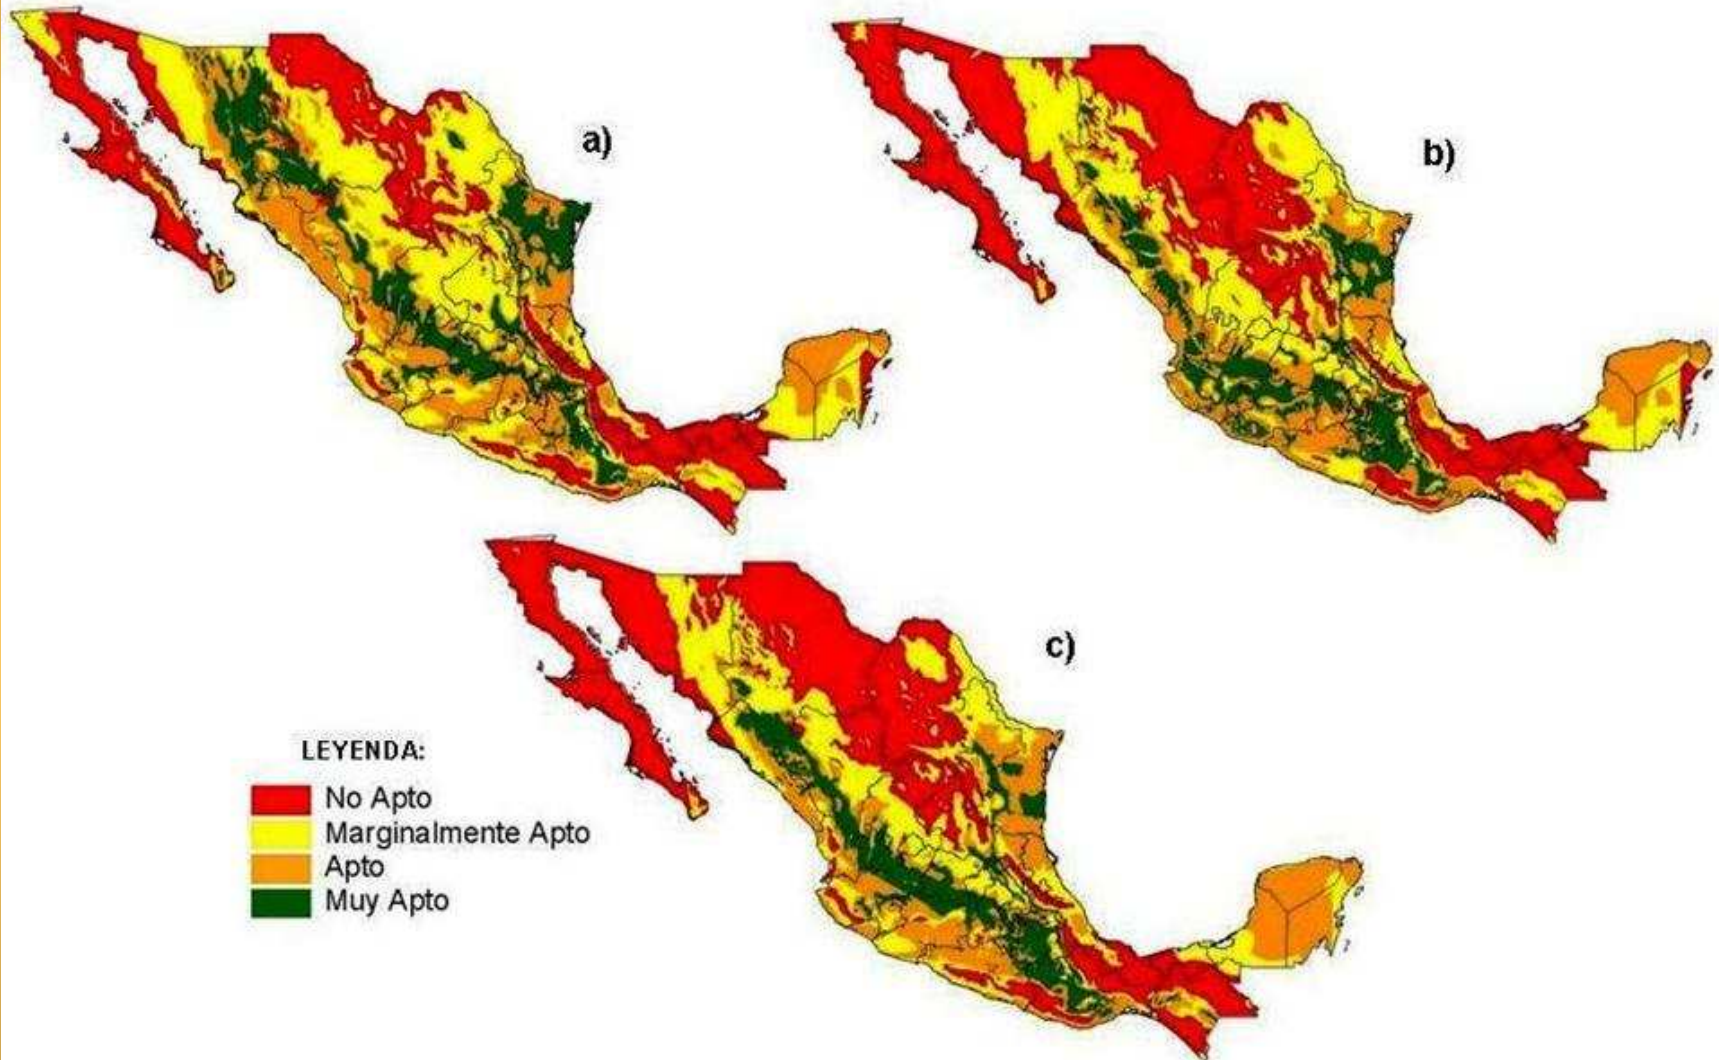 a)
b)
c)
LEYENDA:
No Apto
Marginalmente Apto
Apto
Muy Apto